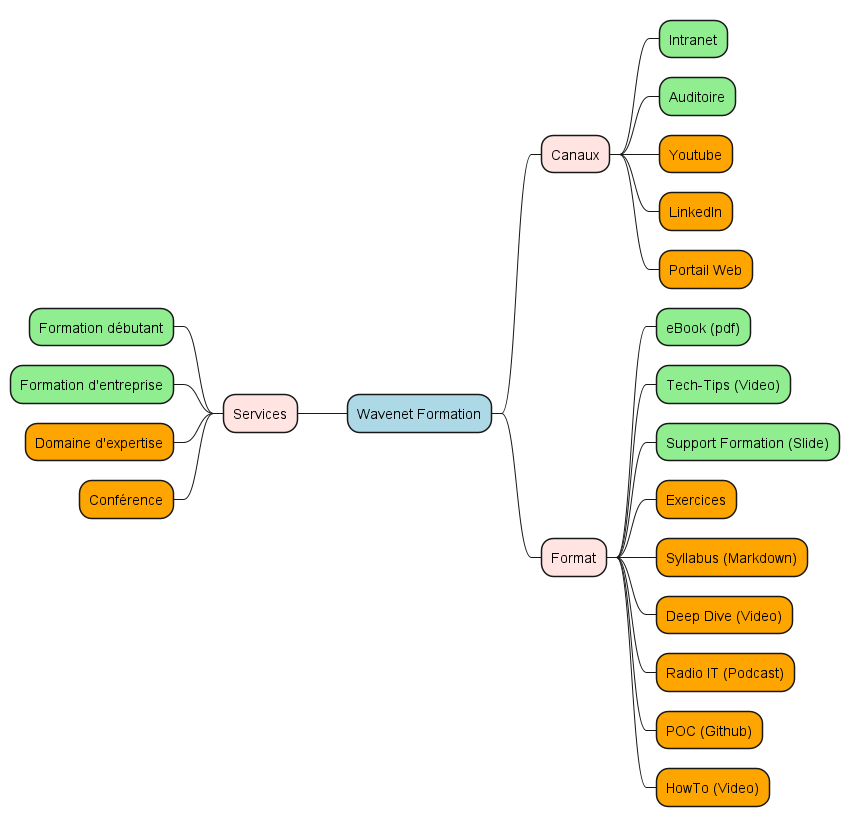 Intranet
Auditoire
Canaux
Youtube
LinkedIn
Portail Web
Formation débutant
eBook (pdf)
Formation d'entreprise
Tech-Tips (Video)
Services
Wavenet Formation
Domaine d'expertise
Support Formation (Slide)
Conférence
Exercices
Format
Syllabus (Markdown)
Deep Dive (Video)
Radio IT (Podcast)
POC (Github)
HowTo (Video)